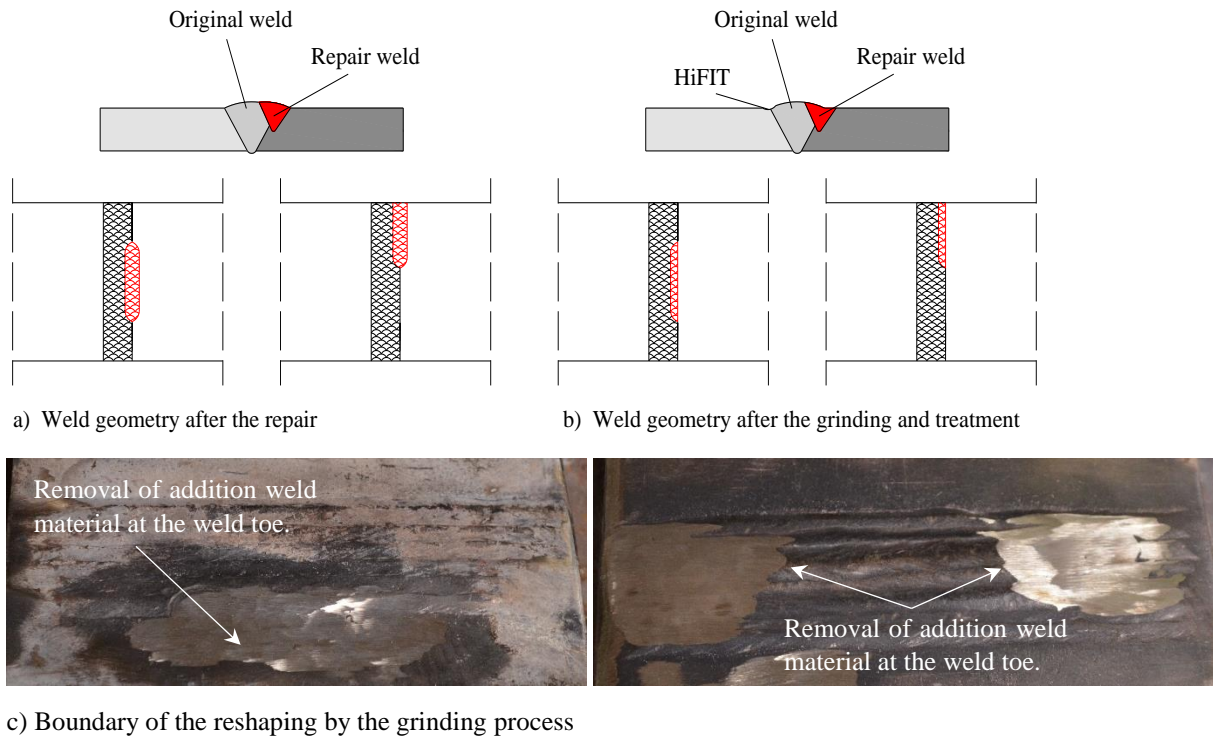 Original weld
Repair weld
Original weld
Repair weld
HiFIT
a) Weld geometry after the repair
b) Weld geometry after the grinding and treatment
Removal of addition weld
material at the weld toe.
Removal of addition weld
material at the weld toe.
c) Boundary of the reshaping by the grinding process